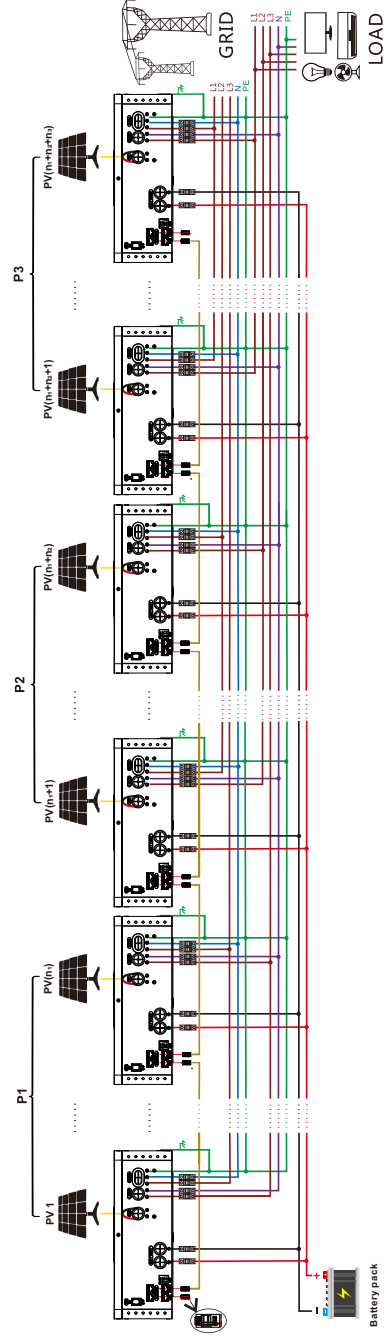 P1
P2
P3
PV 1
PV(n₁)
PV(n₁+1)
PV(n₁+n₂)
PV(n₁+n₂+1)
PV(n₁+n₂+n₃)
GRID
L1
L2
L3
N
PE
L1
L2
L3
N
PE
LOAD
− +
Battery pack